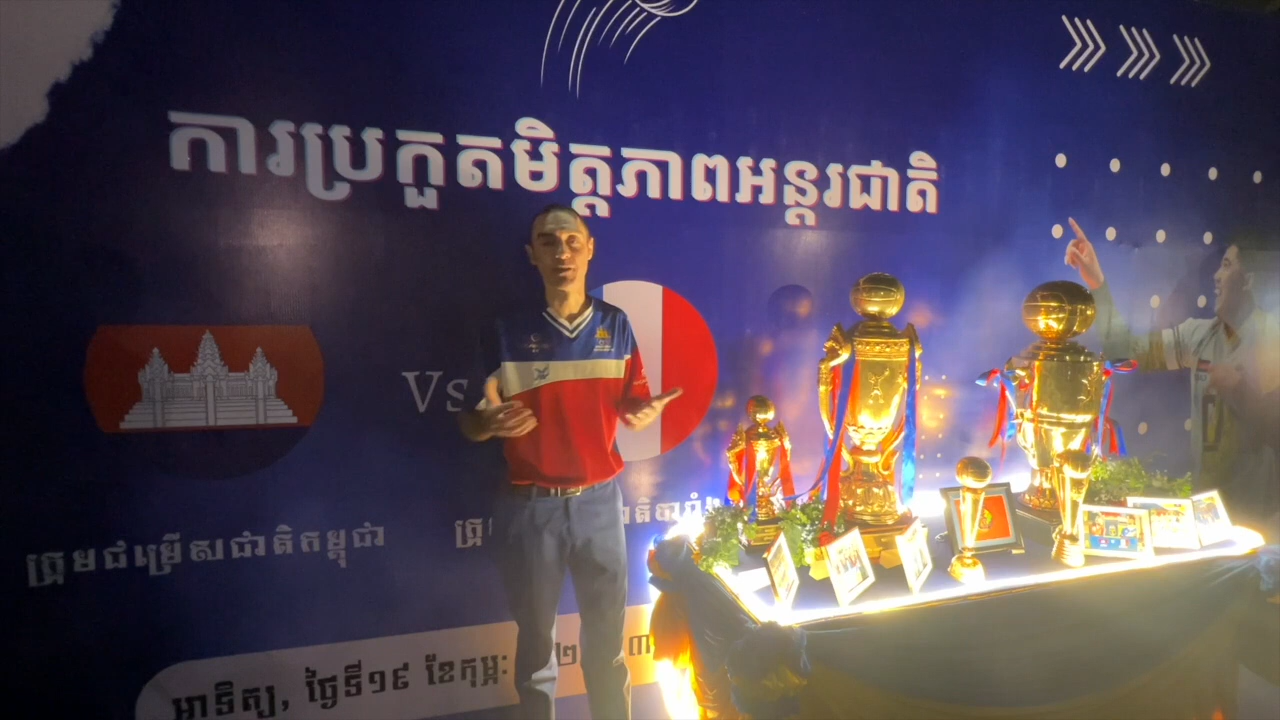 ការប្រកួតមិត្តភាពអន្តរជាតិ
Vs
ក្រុមជម្រើសជាតិកម្ពុជា
អាទិត្យ, ថ្ងៃទី១៩ ខែកុម្ភៈ